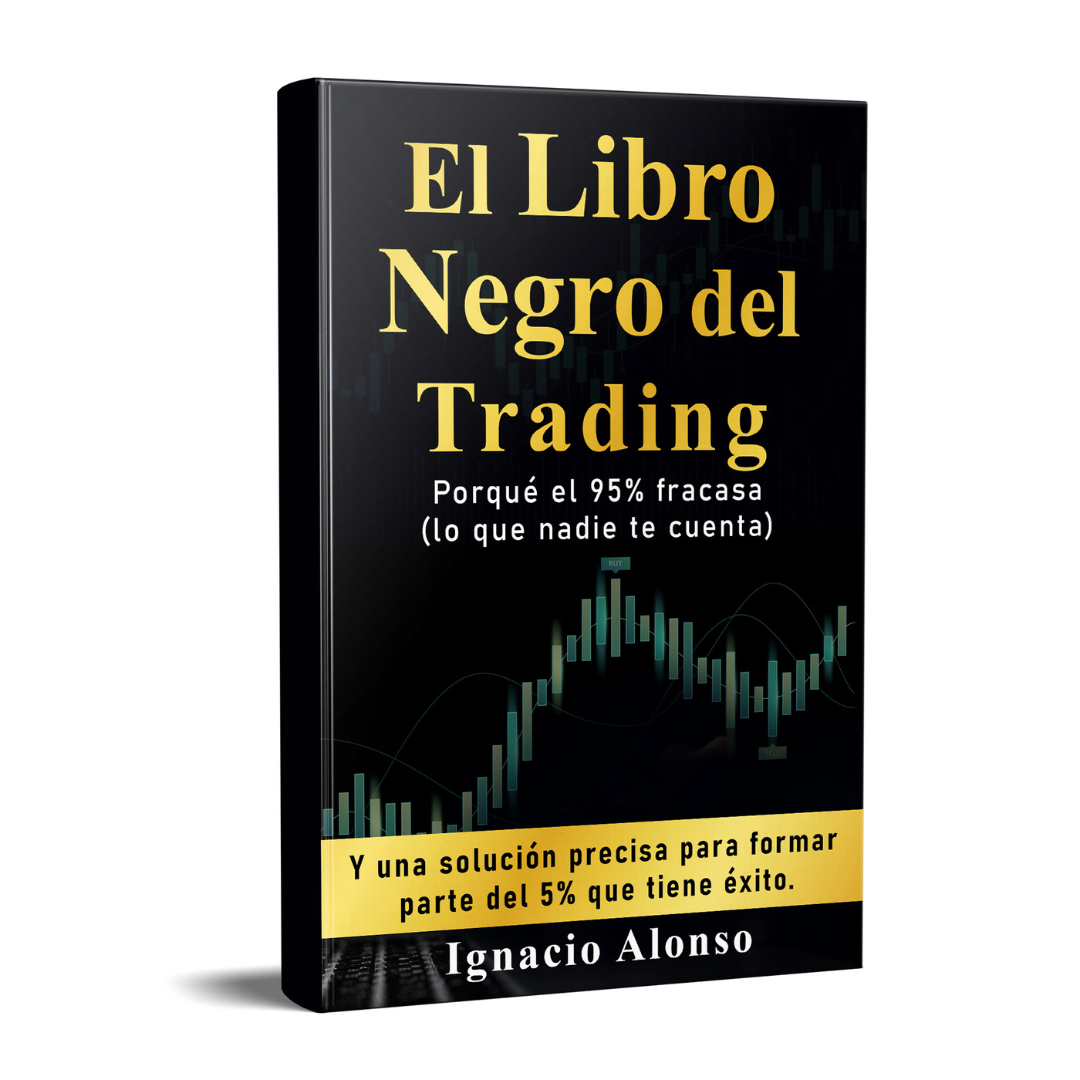 El Libro
Negro del
Trading
Porqué el 95% fracasa
(lo que nadie te cuenta)
BUY
Y una solución precisa para formar
parte del 5% que tiene éxito.
Ignacio Alonso